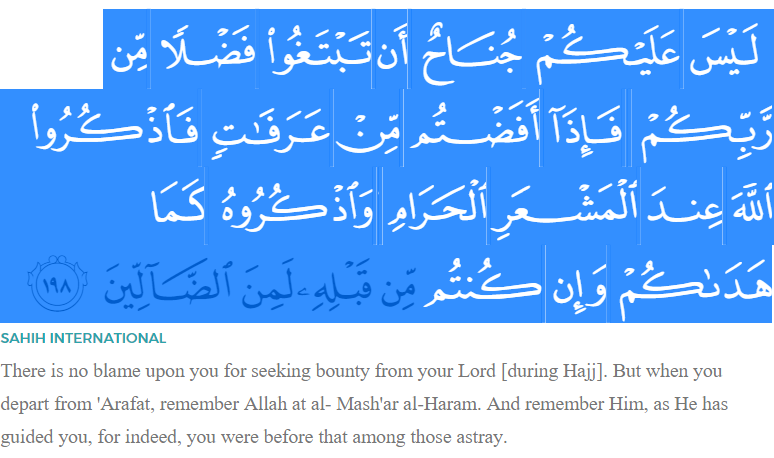 لَيْسَ عَلَيْكُمْ جُنَاحٌ أَن تَبْتَغُوا۟ فَضْلًا مِّن
رَّبِّكُمْ فَإِذَآ أَفَضْتُم مِّنْ عَرَفَـٰتٍ فَٱذْكُرُوا۟
ٱللَّهَ عِندَ ٱلْمَشْعَرِ ٱلْحَرَامِ وَٱذْكُرُوهُ كَمَا
هَدَىٰكُمْ وَإِن كُنتُم مِّن قَبْلِهِۦ لَمِنَ ٱلضَّآلِّينَ ١٩٨
SAHIH INTERNATIONAL
There is no blame upon you for seeking bounty from your Lord [during Hajj]. But when you
depart from 'Arafat, remember Allah at al- Mash'ar al-Haram. And remember Him, as He has
guided you, for indeed, you were before that among those astray.